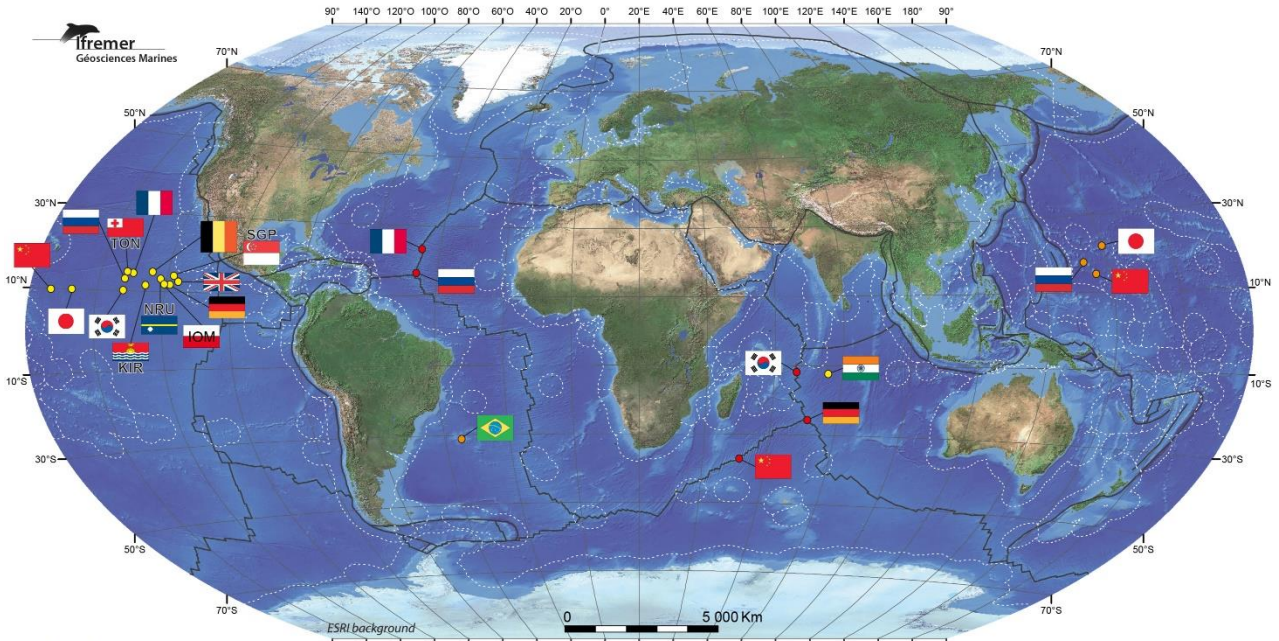 90° 100°O 80°O 60°O 40°O 20°O 0° 20°E 40°E 60°E 80°E 100°E 120°E 140°E 160°E 180° 90°
Ifremer
Géosciences Marines
70°N 70°N
50°N 50°N
30°N 30°N
TON SGP
10°N 10°N
NRU
IOM
KIR
10°S 10°S
30°S 30°S
50°S 50°S
70°S 70°S
0 5 000 Km
ESRI background